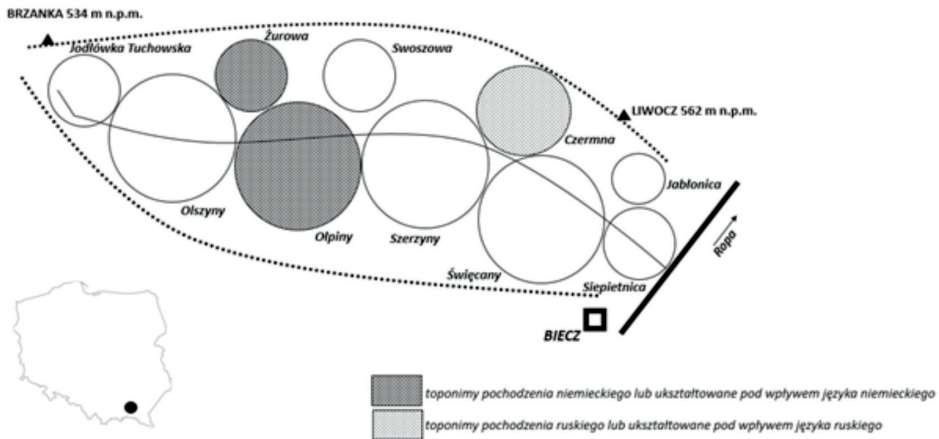 BRZANKA 534 m n.p.m.
Jodłówka Tuchowska
Żurowa
Swoszowa
LIWOCZ 562 m n.p.m.
Czermna
Jabłonica
Olszyny
Ołpiny
Szerzyny
Ropa
Święcany
Siepietnica
BIECZ
toponimy pochodzenia niemieckiego lub ukształtowane pod wpływem języka niemieckiego
toponimy pochodzenia ruskiego lub ukształtowane pod wpływem języka ruskiego